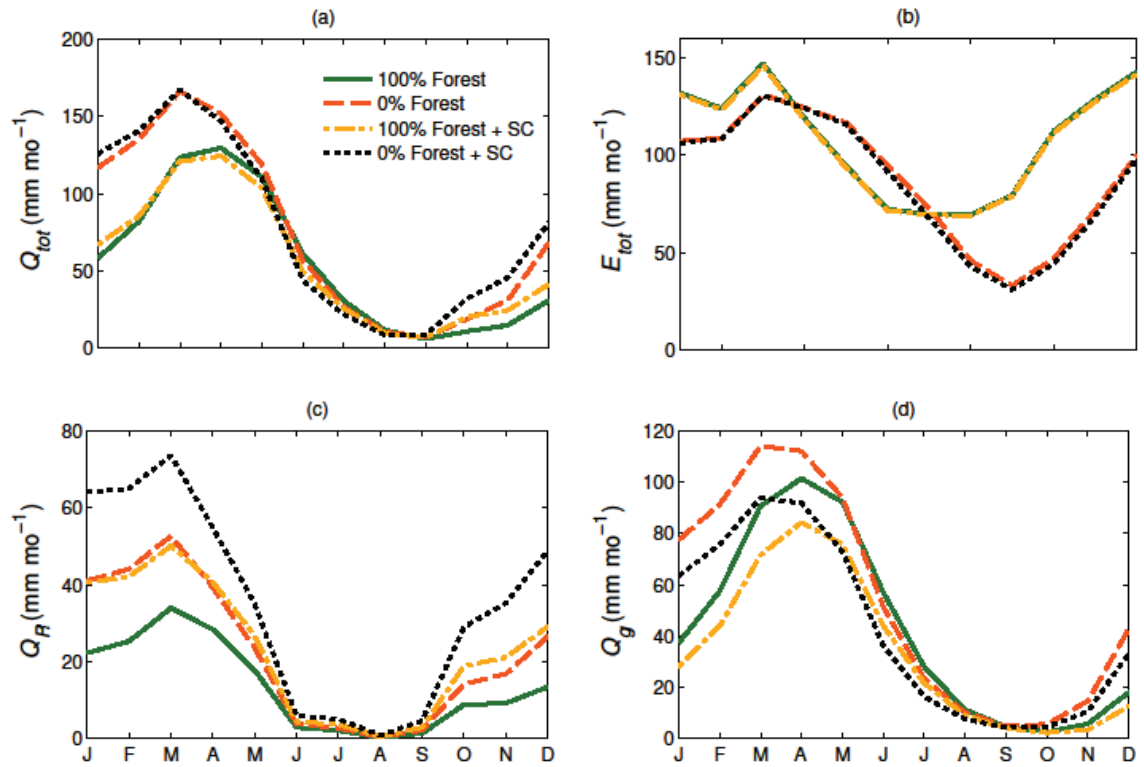 (a)
Q_tot (mm mo⁻¹)
200
150
100
50
0
100% Forest
0% Forest
100% Forest + SC
0% Forest + SC
(b)
E_tot (mm mo⁻¹)
150
100
50
0
(c)
Q_R (mm mo⁻¹)
80
60
40
20
0
J F M A M J J A S O N D
(d)
Q_g (mm mo⁻¹)
120
100
80
60
40
20
0
J F M A M J J A S O N D